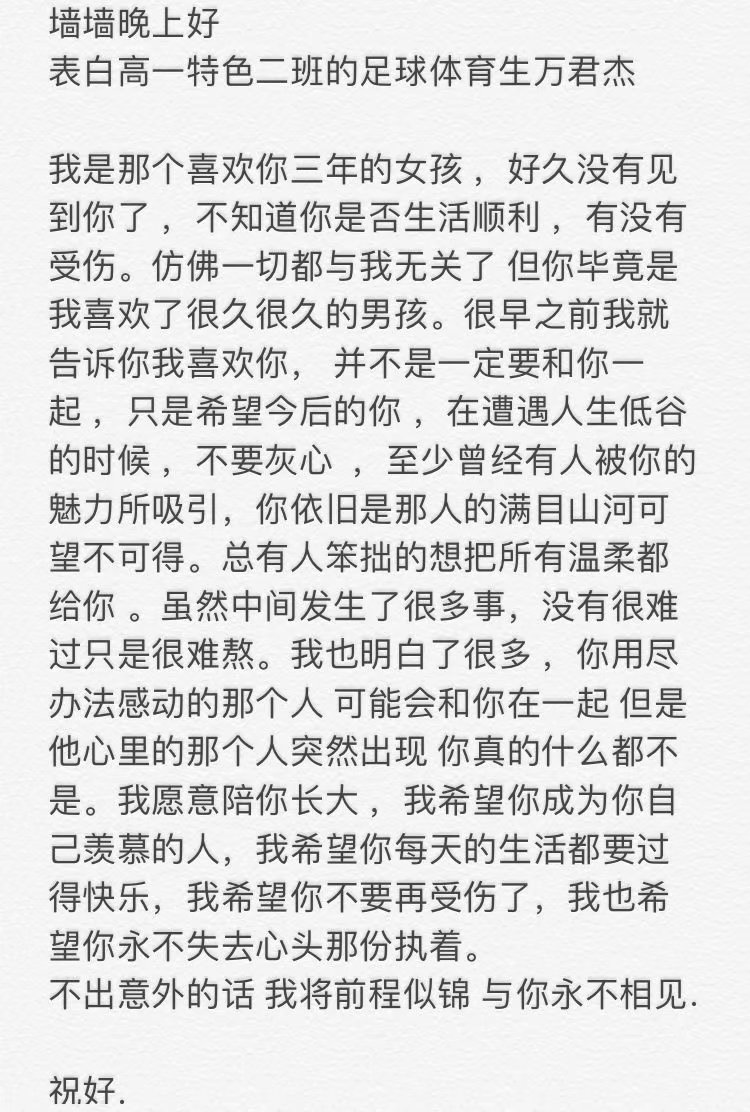 墙墙晚上好
表白高一特色二班的足球体育生万君杰
我是那个喜欢你三年的女孩 ，好久没有见
到你了 ，不知道你是否生活顺利 ，有没有
受伤。仿佛一切都与我无关了 但你毕竟是
我喜欢了很久很久的男孩。很早之前我就
告诉你我喜欢你， 并不是一定要和你一
起 ，只是希望今后的你 ，在遭遇人生低谷
的时候 ，不要灰心 ，至少曾经有人被你的
魅力所吸引，你依旧是那人的满目山河可
望不可得。总有人笨拙的想把所有温柔都
给你 。虽然中间发生了很多事，没有很难
过只是很难熬。我也明白了很多 ，你用尽
办法感动的那个人 可能会和你在一起 但是
他心里的那个人突然出现 你真的什么都不
是。我愿意陪你长大 ，我希望你成为你自
己羡慕的人，我希望你每天的生活都要过
得快乐，我希望你不要再受伤了，我也希
望你永不失去心头那份执着。
不出意外的话 我将前程似锦 与你永不相见.
祝好.